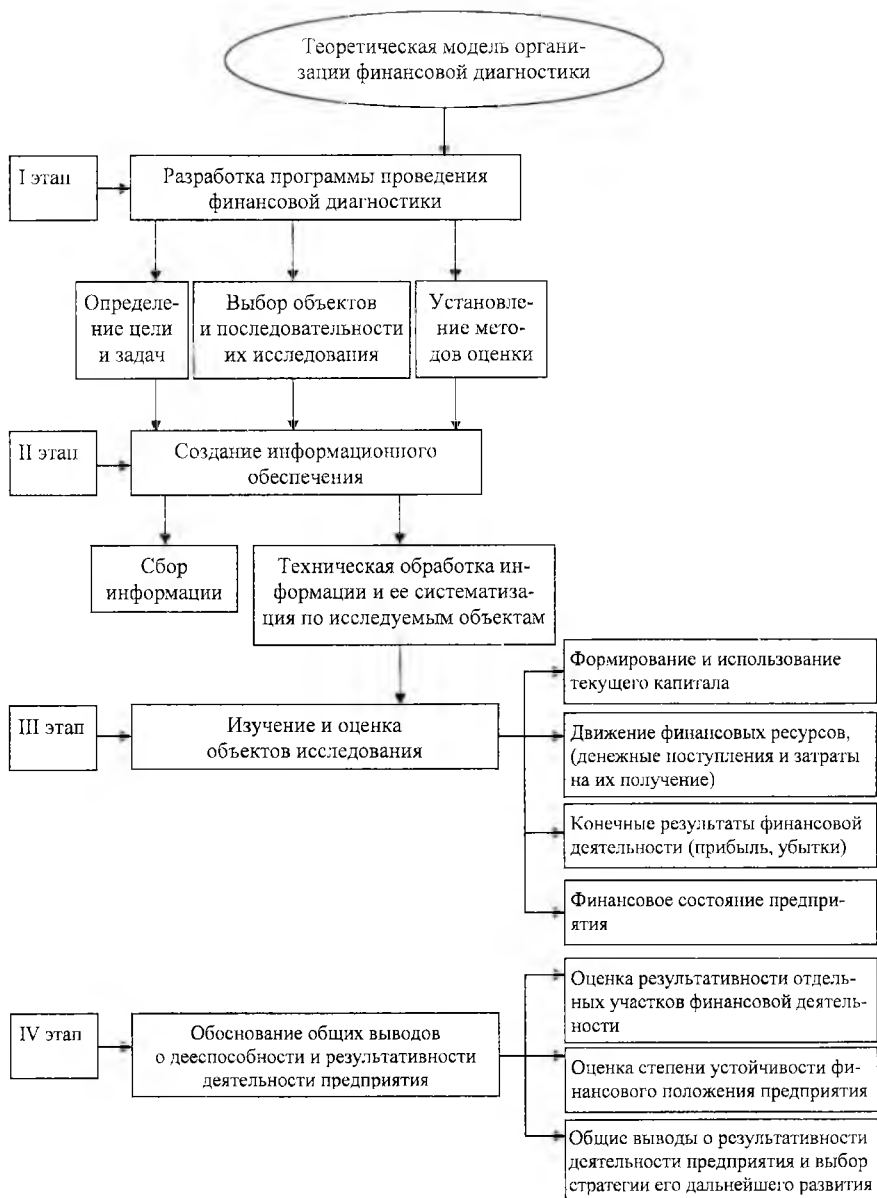 Теоретическая модель органи-
зации финансовой диагностики
I этап
Разработка программы проведения
финансовой диагностики
Определе-
ние цели
и задач
Выбор объектов
и последовательности
их исследования
Установле-
ние мето-
дов оценки
II этап
Создание информационного
обеспечения
Сбор
информации
Техническая обработка ин-
формации и ее систематиза-
ция по исследуемым объектам
III этап
Изучение и оценка
объектов исследования
Формирование и использование
текущего капитала
Движение финансовых ресурсов,
(денежные поступления и затраты
на их получение)
Конечные результаты финансовой
деятельности (прибыль, убытки)
Финансовое состояние предпри-
ятия
IV этап
Обоснование общих выводов
о дееспособности и результативности
деятельности предприятия
Оценка результативности отдель-
ных участков финансовой деятель-
ности
Оценка степени устойчивости фи-
нансового положения предприятия
Общие выводы о результативности
деятельности предприятия и выбор
стратегии его дальнейшего развития